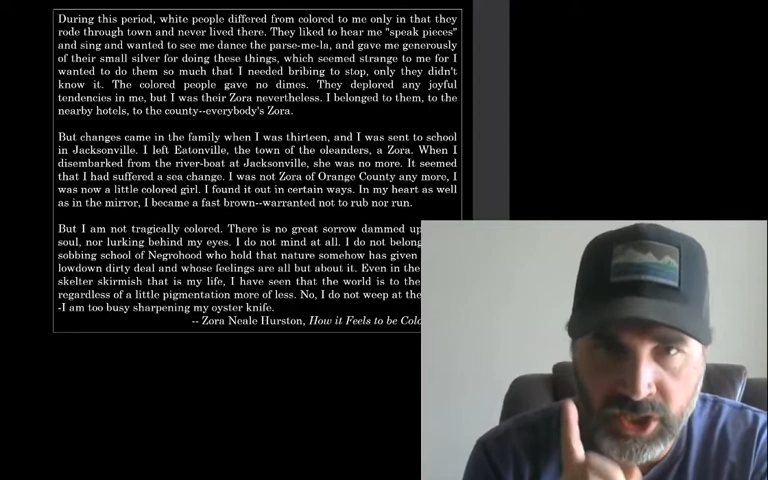 During this period, white people differed from colored to me only in that they
rode through town and never lived there. They liked to hear me "speak pieces"
and sing and wanted to see me dance the parse-me-la, and gave me generously
of their small silver for doing these things, which seemed strange to me for I
wanted to do them so much that I needed bribing to stop, only they didn't
know it. The colored people gave no dimes. They deplored any joyful
tendencies in me, but I was their Zora nevertheless. I belonged to them, to the
nearby hotels, to the county--everybody's Zora.
But changes came in the family when I was thirteen, and I was sent to school
in Jacksonville. I left Eatonville, the town of the oleanders, a Zora. When I
disembarked from the river-boat at Jacksonville, she was no more. It seemed
that I had suffered a sea change. I was not Zora of Orange County any more, I
was now a little colored girl. I found it out in certain ways. In my heart as well
as in the mirror, I became a fast brown--warranted not to rub nor run.
But I am not tragically colored. There is no great sorrow dammed up
soul, nor lurking behind my eyes. I do not mind at all. I do not belong
sobbing school of Negrohood who hold that nature somehow has given
lowdown dirty deal and whose feelings are all but about it. Even in the
skelter skirmish that is my life, I have seen that the world is to the
regardless of a little pigmentation more of less. No, I do not weep at the
-I am too busy sharpening my oyster knife.
-- Zora Neale Hurston, How it Feels to be Colo